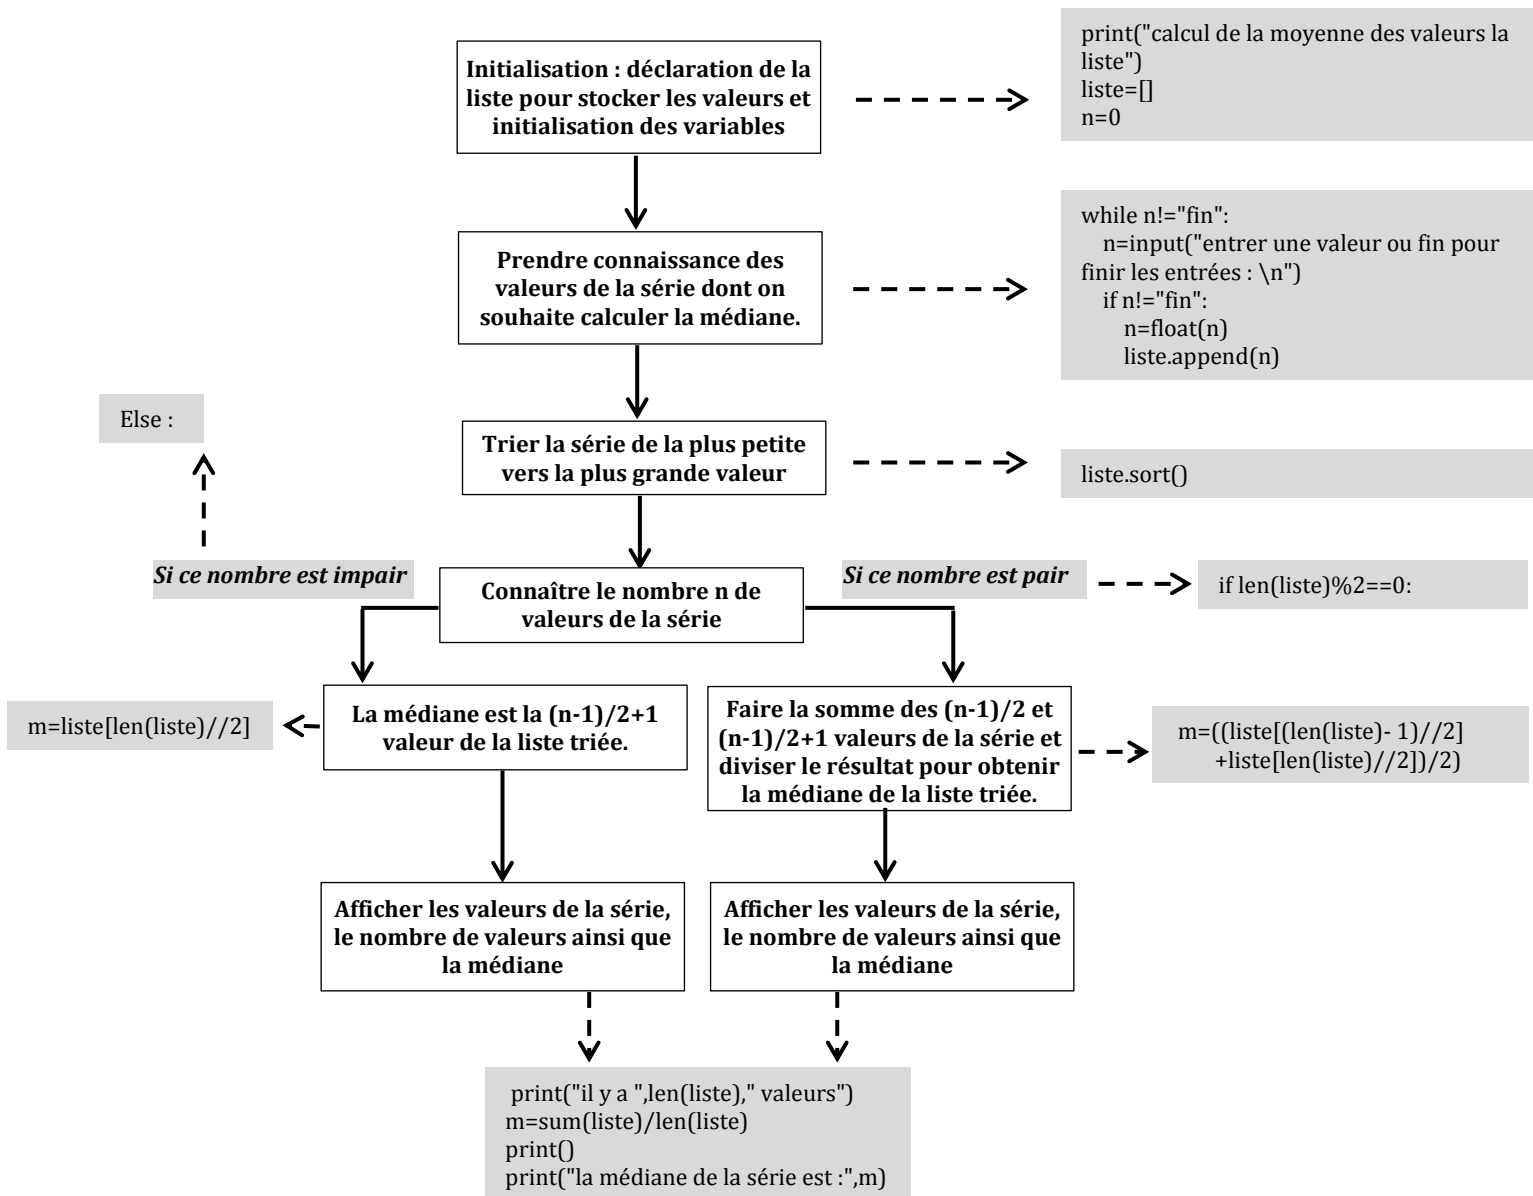 Initialisation : déclaration de la
liste pour stocker les valeurs et
initialisation des variables
print("calcul de la moyenne des valeurs la
liste")
liste=[]
n=0
Prendre connaissance des
valeurs de la série dont on
souhaite calculer la médiane.
while n!="fin":
n=input("entrer une valeur ou fin pour
finir les entrées : \n")
if n!="fin":
n=float(n)
liste.append(n)
Else :
Trier la série de la plus petite
vers la plus grande valeur
liste.sort()
Si ce nombre est impair
Connaître le nombre n de
valeurs de la série
Si ce nombre est pair
if len(liste)%2==0:
m=liste[len(liste)//2]
La médiane est la (n-1)/2+1
valeur de la liste triée.
Faire la somme des (n-1)/2 et
(n-1)/2+1 valeurs de la série et
diviser le résultat pour obtenir
la médiane de la liste triée.
m=((liste[(len(liste)- 1)//2]
+liste[len(liste)//2])/2)
Afficher les valeurs de la série,
le nombre de valeurs ainsi que
la médiane
Afficher les valeurs de la série,
le nombre de valeurs ainsi que
la médiane
print("il y a ",len(liste)," valeurs")
m=sum(liste)/len(liste)
print()
print("la médiane de la série est :",m)